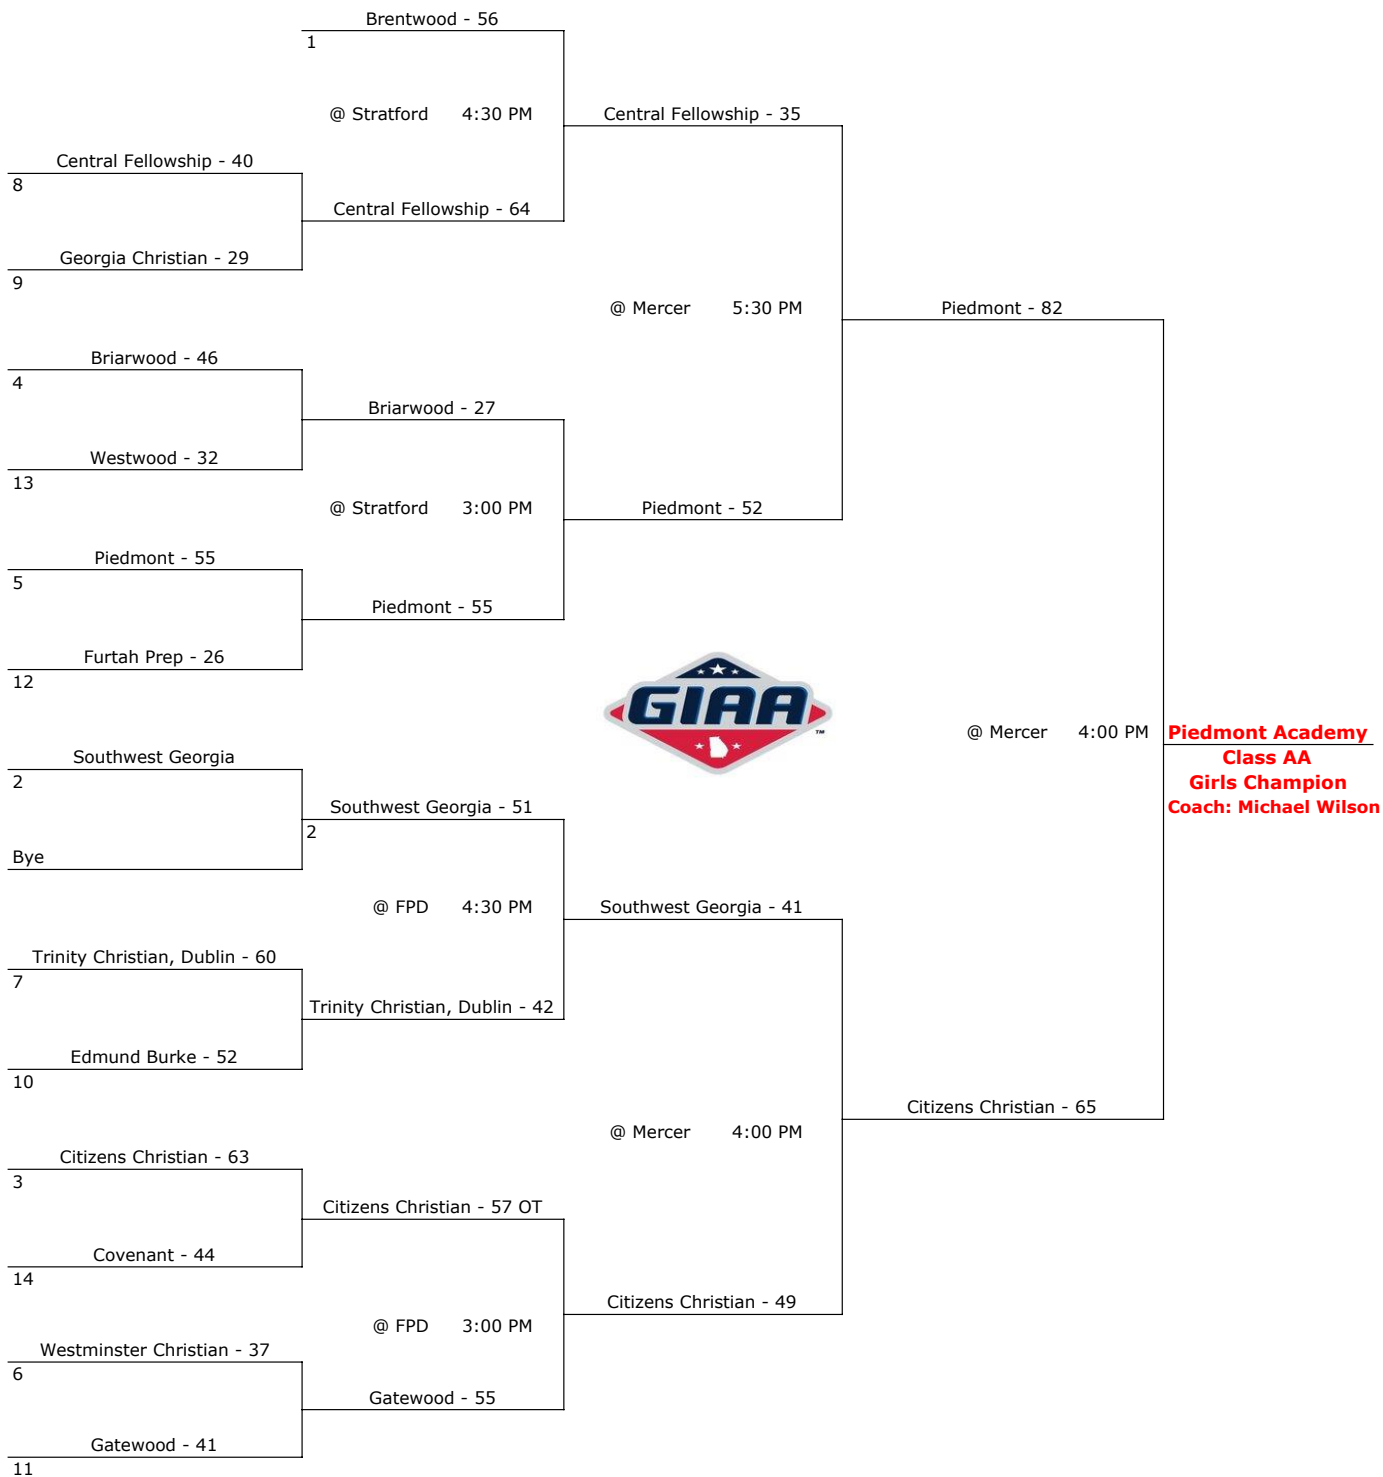 Brentwood - 56
1
@ Stratford 4:30 PM
Central Fellowship - 35
Central Fellowship - 40
8
Central Fellowship - 64
Georgia Christian - 29
9
@ Mercer 5:30 PM
Piedmont - 82
Briarwood - 46
4
Briarwood - 27
Westwood - 32
13
@ Stratford 3:00 PM
Piedmont - 52
Piedmont - 55
5
Piedmont - 55
Furtah Prep - 26
12
GIAA
TM
@ Mercer 4:00 PM
Piedmont Academy
Class AA
Girls Champion
Coach: Michael Wilson
Southwest Georgia
2
Southwest Georgia - 51
2
Bye
@ FPD 4:30 PM
Southwest Georgia - 41
Trinity Christian, Dublin - 60
7
Trinity Christian, Dublin - 42
Edmund Burke - 52
10
@ Mercer 4:00 PM
Citizens Christian - 65
Citizens Christian - 63
3
Citizens Christian - 57 OT
Covenant - 44
14
Citizens Christian - 49
@ FPD 3:00 PM
Westminster Christian - 37
6
Gatewood - 55
Gatewood - 41
11